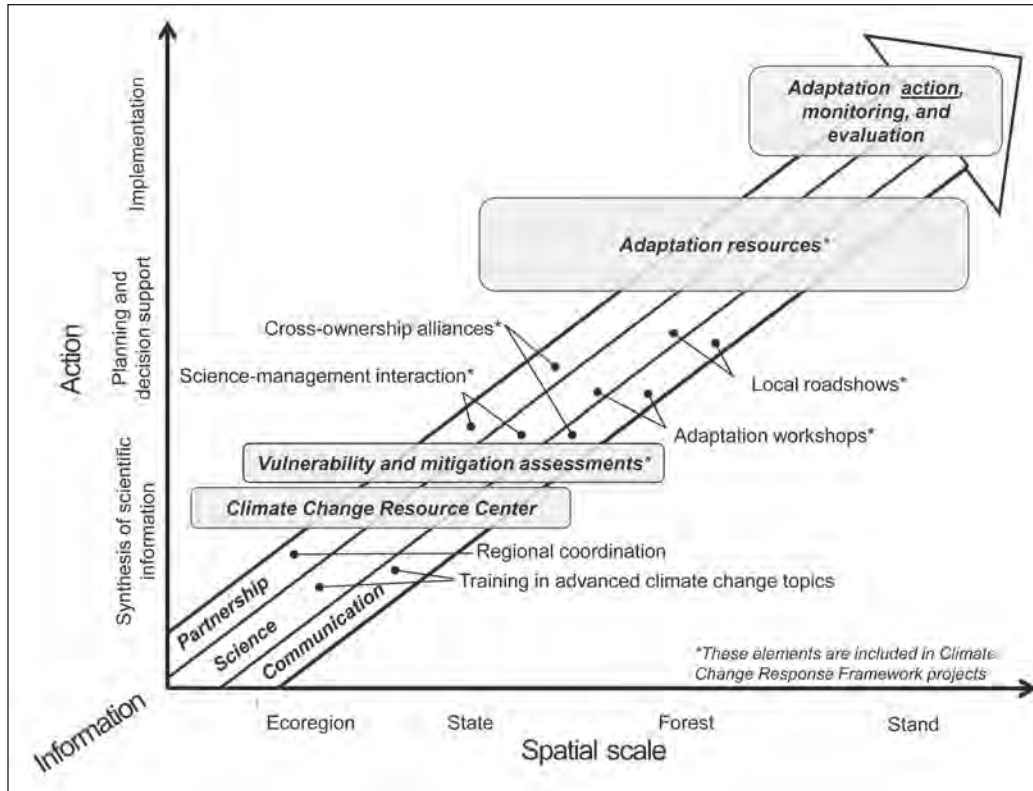 Adaptation action,
monitoring, and
evaluation
Adaptation resources*
Cross-ownership alliances*
Science-management interaction*
Local roadshows*
Adaptation workshops*
Vulnerability and mitigation assessments*
Climate Change Resource Center
Regional coordination
Training in advanced climate change topics
Partnership
Science
Communication
*These elements are included in Climate
Change Response Framework projects
Action
Implementation
Planning and
decision support
Synthesis of scientific
information
Information
Ecoregion
State
Forest
Stand
Spatial scale